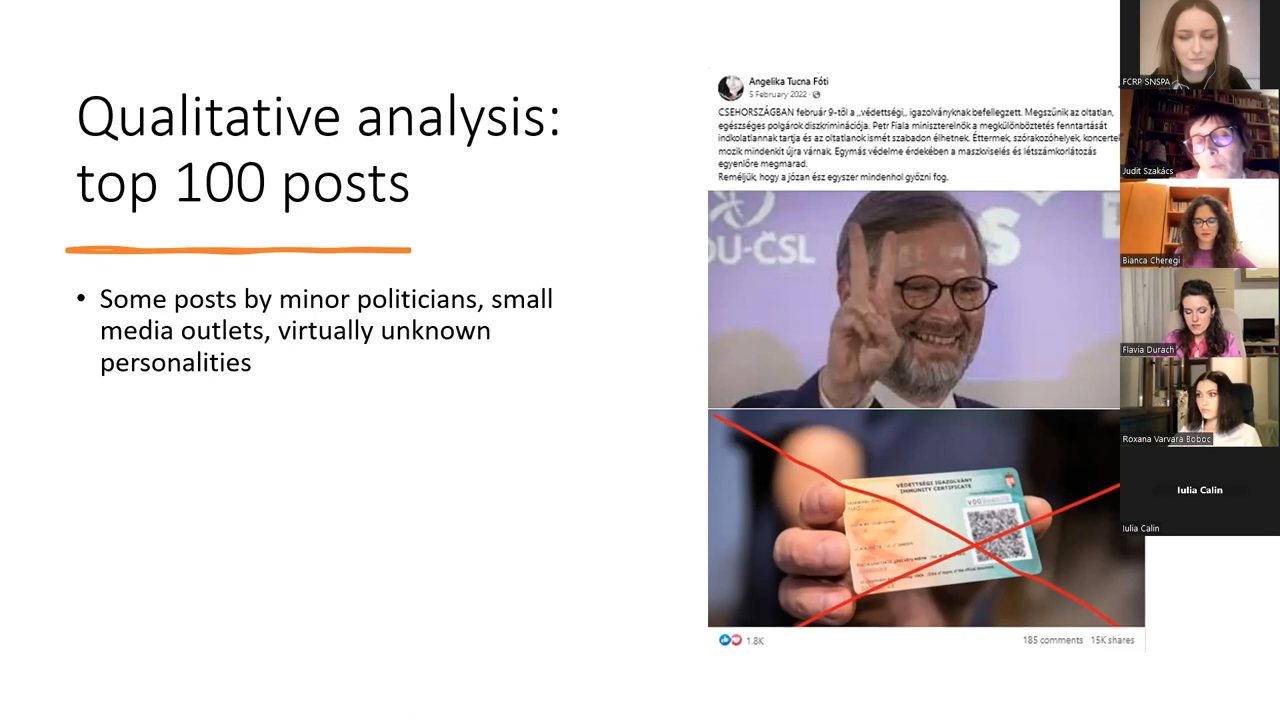 Qualitative analysis:
top 100 posts
• Some posts by minor politicians, small
media outlets, virtually unknown
personalities
Angelika Tucna Fóti
5 February 2022 ·
CSEHORSZÁGBAN február 9-től a ,,védettségi,, igazolványknak befellegzett. Megszűnik az oltatlan,
egészséges polgárok diszkriminációja. Petr Fiala miniszterelnök a megkülönböztetés fenntartását
indkolatlannak tartja és az oltatlanok ismét szabadon élhetnek. Éttermek, szórakozóhelyek, koncertek
mozik mindenkit újra várnak. Egymás védelme érdekében a maszkviselés és létszámkorlátozás
egyenlőre megmarad.
Reméljük, hogy a józan ész egyszer mindenhol győzni fog.
DU-ČSL
S
VÉDETTSÉGI IGAZOLVÁNY
IMMUNITY CERTIFICATE
1.8K
185 comments 15K shares
FCRP SNSPA
Judit Szakács
Bianca Cheregi
Flavia Durach
Roxana Varvara Boboc
Iulia Calin
Iulia Calin